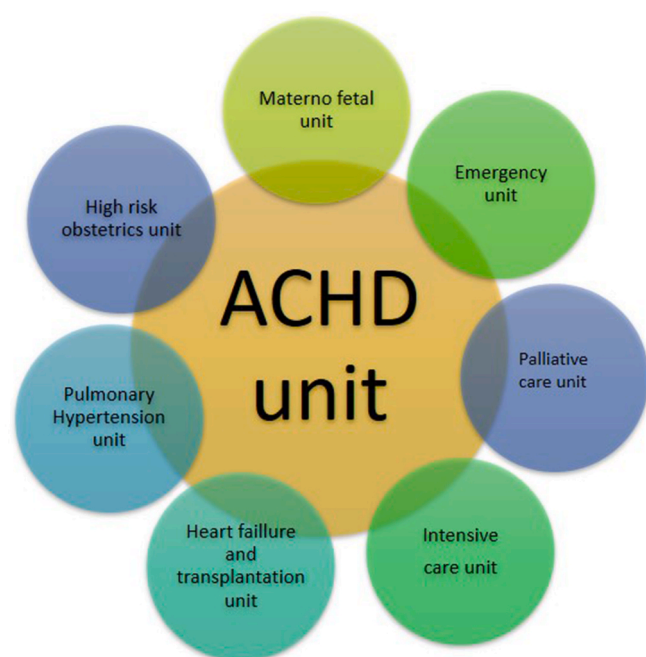 Materno fetal
unit
Emergency
unit
High risk
obstetrics unit
ACHD
unit
Palliative
care unit
Pulmonary
Hypertension
unit
Heart faillure
and
transplantation
unit
Intensive
care unit